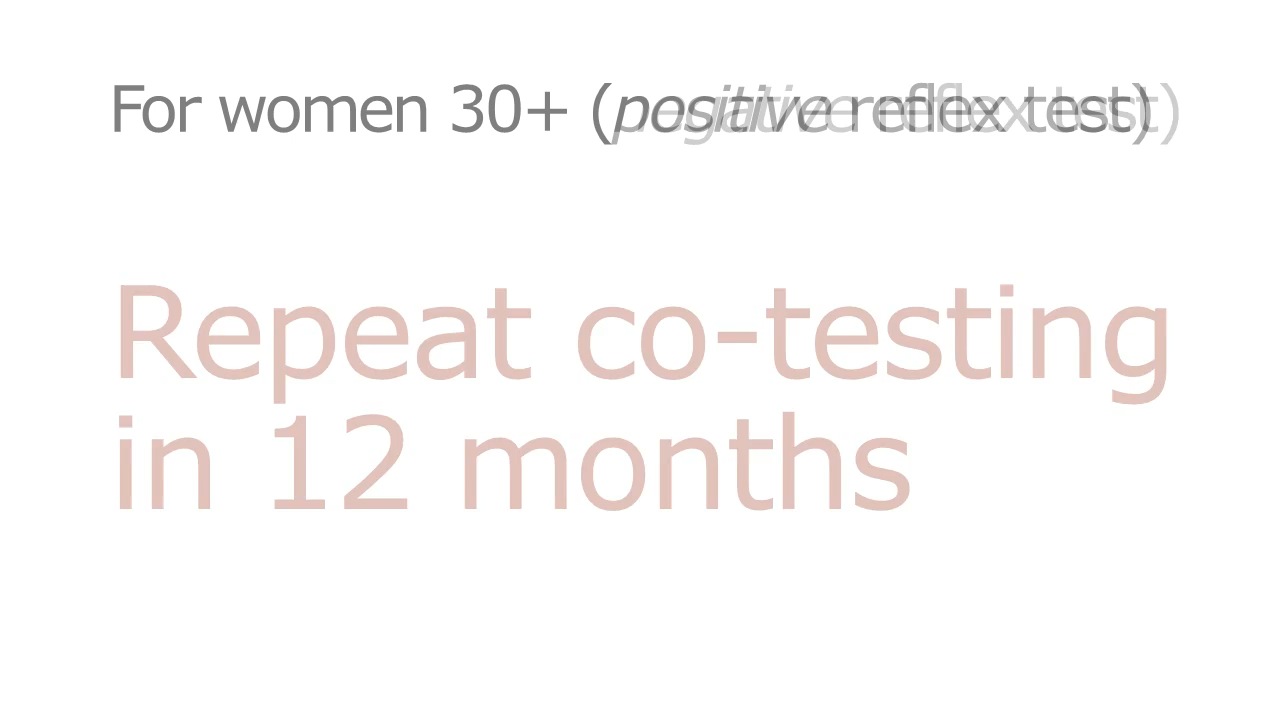 For women 30+ (positive reflex test)
Repeat co-testing
in 12 months